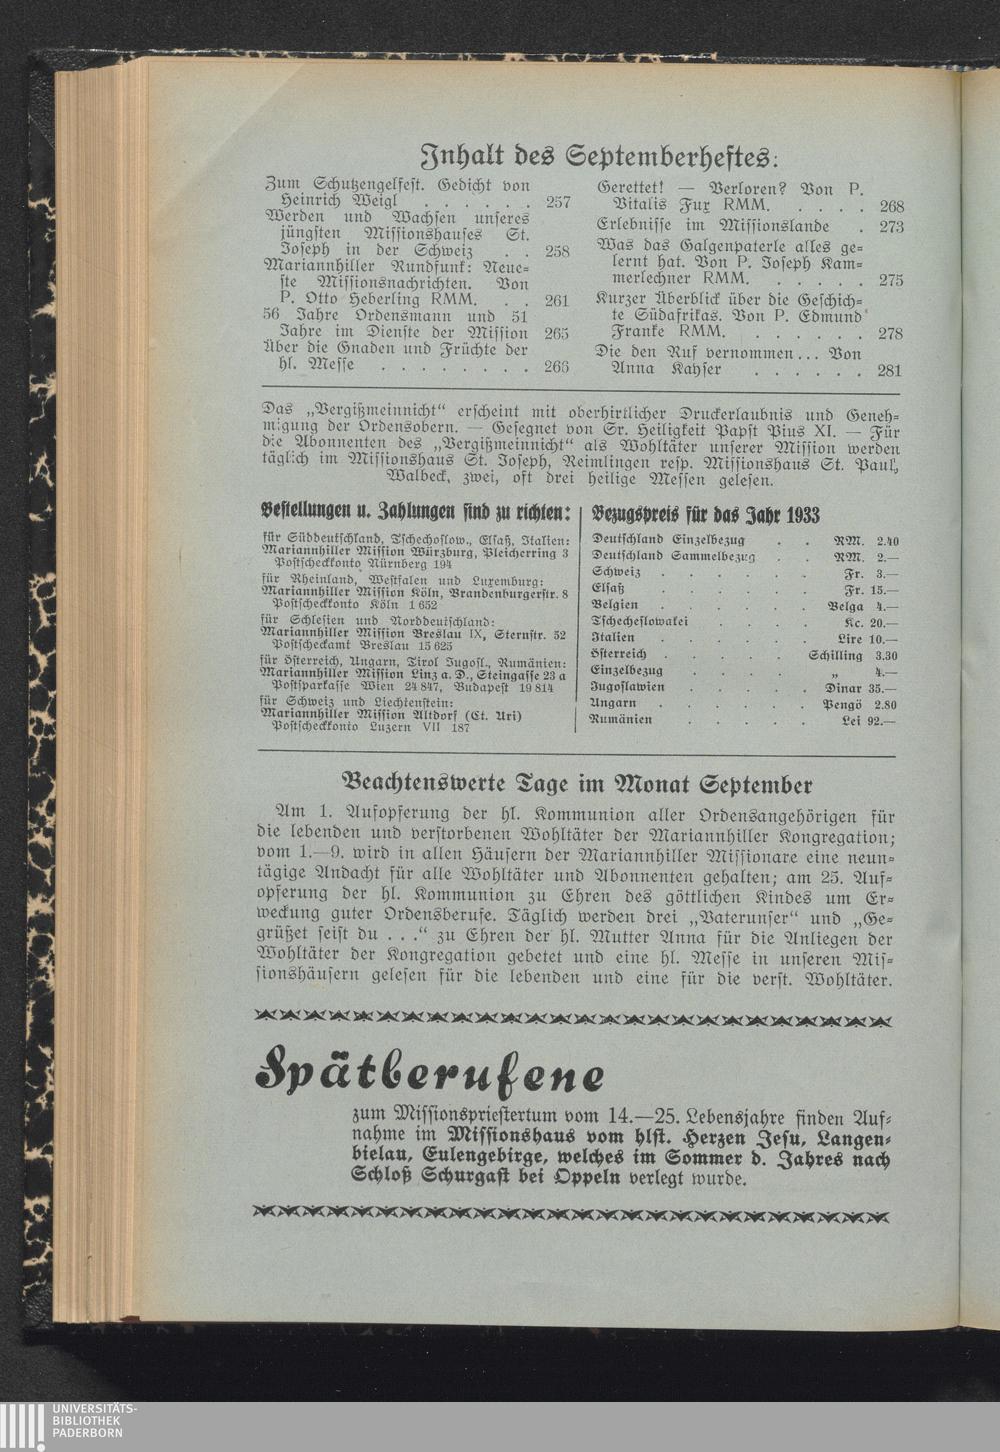 Inhalt des Septemberheftes:
Zum Schutzengelfest. Gedicht von
Heinrich Weigl . . . . . . 257
Werden und Wachsen unseres
jüngsten Missionshauses St.
Joseph in der Schweiz . . 258
Mariannhiller Rundfunk: Neue-
ste Missionsnachrichten. Von
P. Otto Heberling RMM. . . 261
56 Jahre Ordensmann und 51
Jahre im Dienste der Mission 265
Über die Gnaden und Früchte der
hl. Messe . . . . . . . . 266
Gerettet! — Verloren? Von P.
Vitalis Fux RMM. . . . . 268
Erlebnisse im Missionslande . 273
Was das Galgenpaterle alles ge-
lernt hat. Von P. Joseph Kam-
merlechner RMM. . . . . . 275
Kurzer Überblick über die Geschich-
te Südafrikas. Von P. Edmund
Franke RMM. . . . . . . 278
Die den Ruf vernommen... Von
Anna Kayser . . . . . . 281
Das „Vergißmeinnicht“ erscheint mit oberhirtlicher Druckerlaubnis und Geneh-
migung der Ordensobern. — Gesegnet von Sr. Heiligkeit Papst Pius XI. — Für
die Abonnenten des „Vergißmeinnicht“ als Wohltäter unserer Mission werden
täglich im Missionshaus St. Joseph, Reimlingen resp. Missionshaus St. Paul,
Walbeck, zwei, oft drei heilige Messen gelesen.
Bestellungen u. Zahlungen sind zu richten:
für Süddeutschland, Tschechoslow., Elsaß, Italien:
Mariannhiller Mission Würzburg, Pleicherring 3
Postscheckkonto Nürnberg 194
für Rheinland, Westfalen und Luxemburg:
Mariannhiller Mission Köln, Brandenburgerstr. 8
Postscheckkonto Köln 1 652
für Schlesien und Norddeutschland:
Mariannhiller Mission Breslau IX, Sternstr. 52
Postscheckamt Breslau 15 625
für Österreich, Ungarn, Tirol Jugosl., Rumänien:
Mariannhiller Mission Linz a. D., Steingasse 23 a
Postsparkasse Wien 24 847, Budapest 19 814
für Schweiz und Liechtenstein:
Mariannhiller Mission Altdorf (Ct. Uri)
Postscheckkonto Luzern VII 187
Bezugspreis für das Jahr 1933
Deutschland Einzelbezug . . RM. 2.40
Deutschland Sammelbezug . . RM. 2.—
Schweiz . . . . . . Fr. 3.—
Elsaß . . . . . . Fr. 15.—
Belgien . . . . . . Belga 4.—
Tschechoslowakei . . . . Kc. 20.—
Italien . . . . . . Lire 10.—
Österreich . . . . . Schilling 3.30
Einzelbezug . . . . „ 4.—
Jugoslawien . . . . . Dinar 35.—
Ungarn . . . . . . Pengö 2.80
Rumänien . . . . . Lei 92.—
Beachtenswerte Tage im Monat September
Am 1. Aufopferung der hl. Kommunion aller Ordensangehörigen für
die lebenden und verstorbenen Wohltäter der Mariannhiller Kongregation;
vom 1.—9. wird in allen Häusern der Mariannhiller Missionare eine neun-
tägige Andacht für alle Wohltäter und Abonnenten gehalten; am 25. Auf-
opferung der hl. Kommunion zu Ehren des göttlichen Kindes um Er-
weckung guter Ordensberufe. Täglich werden drei „Vaterunser“ und „Ge-
grüßet seist du . . .“ zu Ehren der hl. Mutter Anna für die Anliegen der
Wohltäter der Kongregation gebetet und eine hl. Messe in unseren Mis-
sionshäusern gelesen für die lebenden und eine für die verst. Wohltäter.
Spätberufene
zum Missionspriestertum vom 14.—25. Lebensjahre finden Auf-
nahme im Missionshaus vom hlst. Herzen Jesu, Langen-
bielau, Eulengebirge, welches im Sommer d. Jahres nach
Schloß Schurgast bei Oppeln verlegt wurde.
UNIVERSITÄTS-
BIBLIOTHEK
PADERBORN